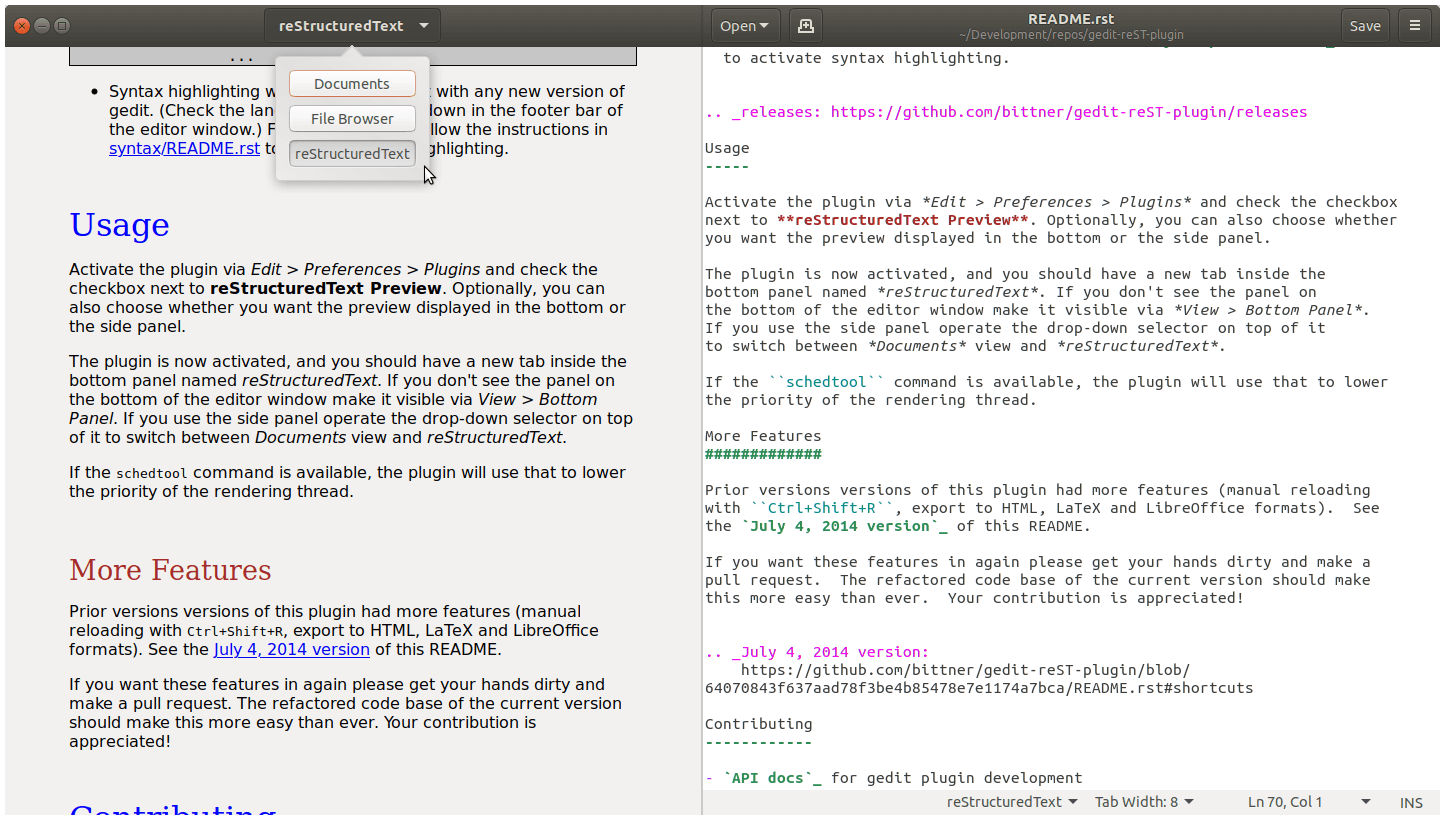 reStructuredText
Open
README.rst
~/Development/repos/gedit-reST-plugin
Save
...
Documents
File Browser
reStructuredText
Syntax highlighting w with any new version of
gedit. (Check the lan down in the footer bar of
the editor window.) F llow the instructions in
syntax/README.rst to ghlighting.
Usage
Activate the plugin via Edit > Preferences > Plugins and check the
checkbox next to reStructuredText Preview. Optionally, you can
also choose whether you want the preview displayed in the bottom or
the side panel.
The plugin is now activated, and you should have a new tab inside the
bottom panel named reStructuredText. If you don't see the panel on
the bottom of the editor window make it visible via View > Bottom
Panel. If you use the side panel operate the drop-down selector on top
of it to switch between Documents view and reStructuredText.
If the schedtool command is available, the plugin will use that to lower
the priority of the rendering thread.
More Features
Prior versions versions of this plugin had more features (manual
reloading with Ctrl+Shift+R, export to HTML, LaTeX and LibreOffice
formats). See the July 4, 2014 version of this README.
If you want these features in again please get your hands dirty and
make a pull request. The refactored code base of the current version
should make this more easy than ever. Your contribution is
appreciated!
Contributing
to activate syntax highlighting.
.. _releases: https://github.com/bittner/gedit-reST-plugin/releases
Usage
-----
Activate the plugin via *Edit > Preferences > Plugins* and check the checkbox
next to **reStructuredText Preview**. Optionally, you can also choose whether
you want the preview displayed in the bottom or the side panel.
The plugin is now activated, and you should have a new tab inside the
bottom panel named *reStructuredText*. If you don't see the panel on
the bottom of the editor window make it visible via *View > Bottom Panel*.
If you use the side panel operate the drop-down selector on top of it
to switch between *Documents* view and *reStructuredText*.
If the ``schedtool`` command is available, the plugin will use that to lower
the priority of the rendering thread.
More Features
#############
Prior versions versions of this plugin had more features (manual reloading
with ``Ctrl+Shift+R``, export to HTML, LaTeX and LibreOffice formats).  See
the `July 4, 2014 version`_ of this README.
If you want these features in again please get your hands dirty and make a
pull request.  The refactored code base of the current version should make
this more easy than ever.  Your contribution is appreciated!
.. _July 4, 2014 version:
https://github.com/bittner/gedit-reST-plugin/blob/
64070843f637aad78f3be4b85478e7e1174a7bca/README.rst#shortcuts
Contributing
------------
- `API docs`_ for gedit plugin development
reStructuredText
Tab Width: 8
Ln 70, Col 1
INS